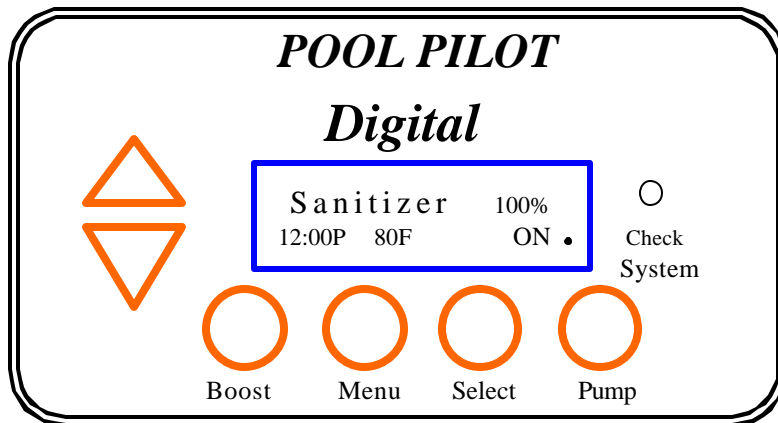 POOL PILOT
Digital
Sanitizer 100%
12:00P 80F ON .
Check
System
Boost Menu Select Pump